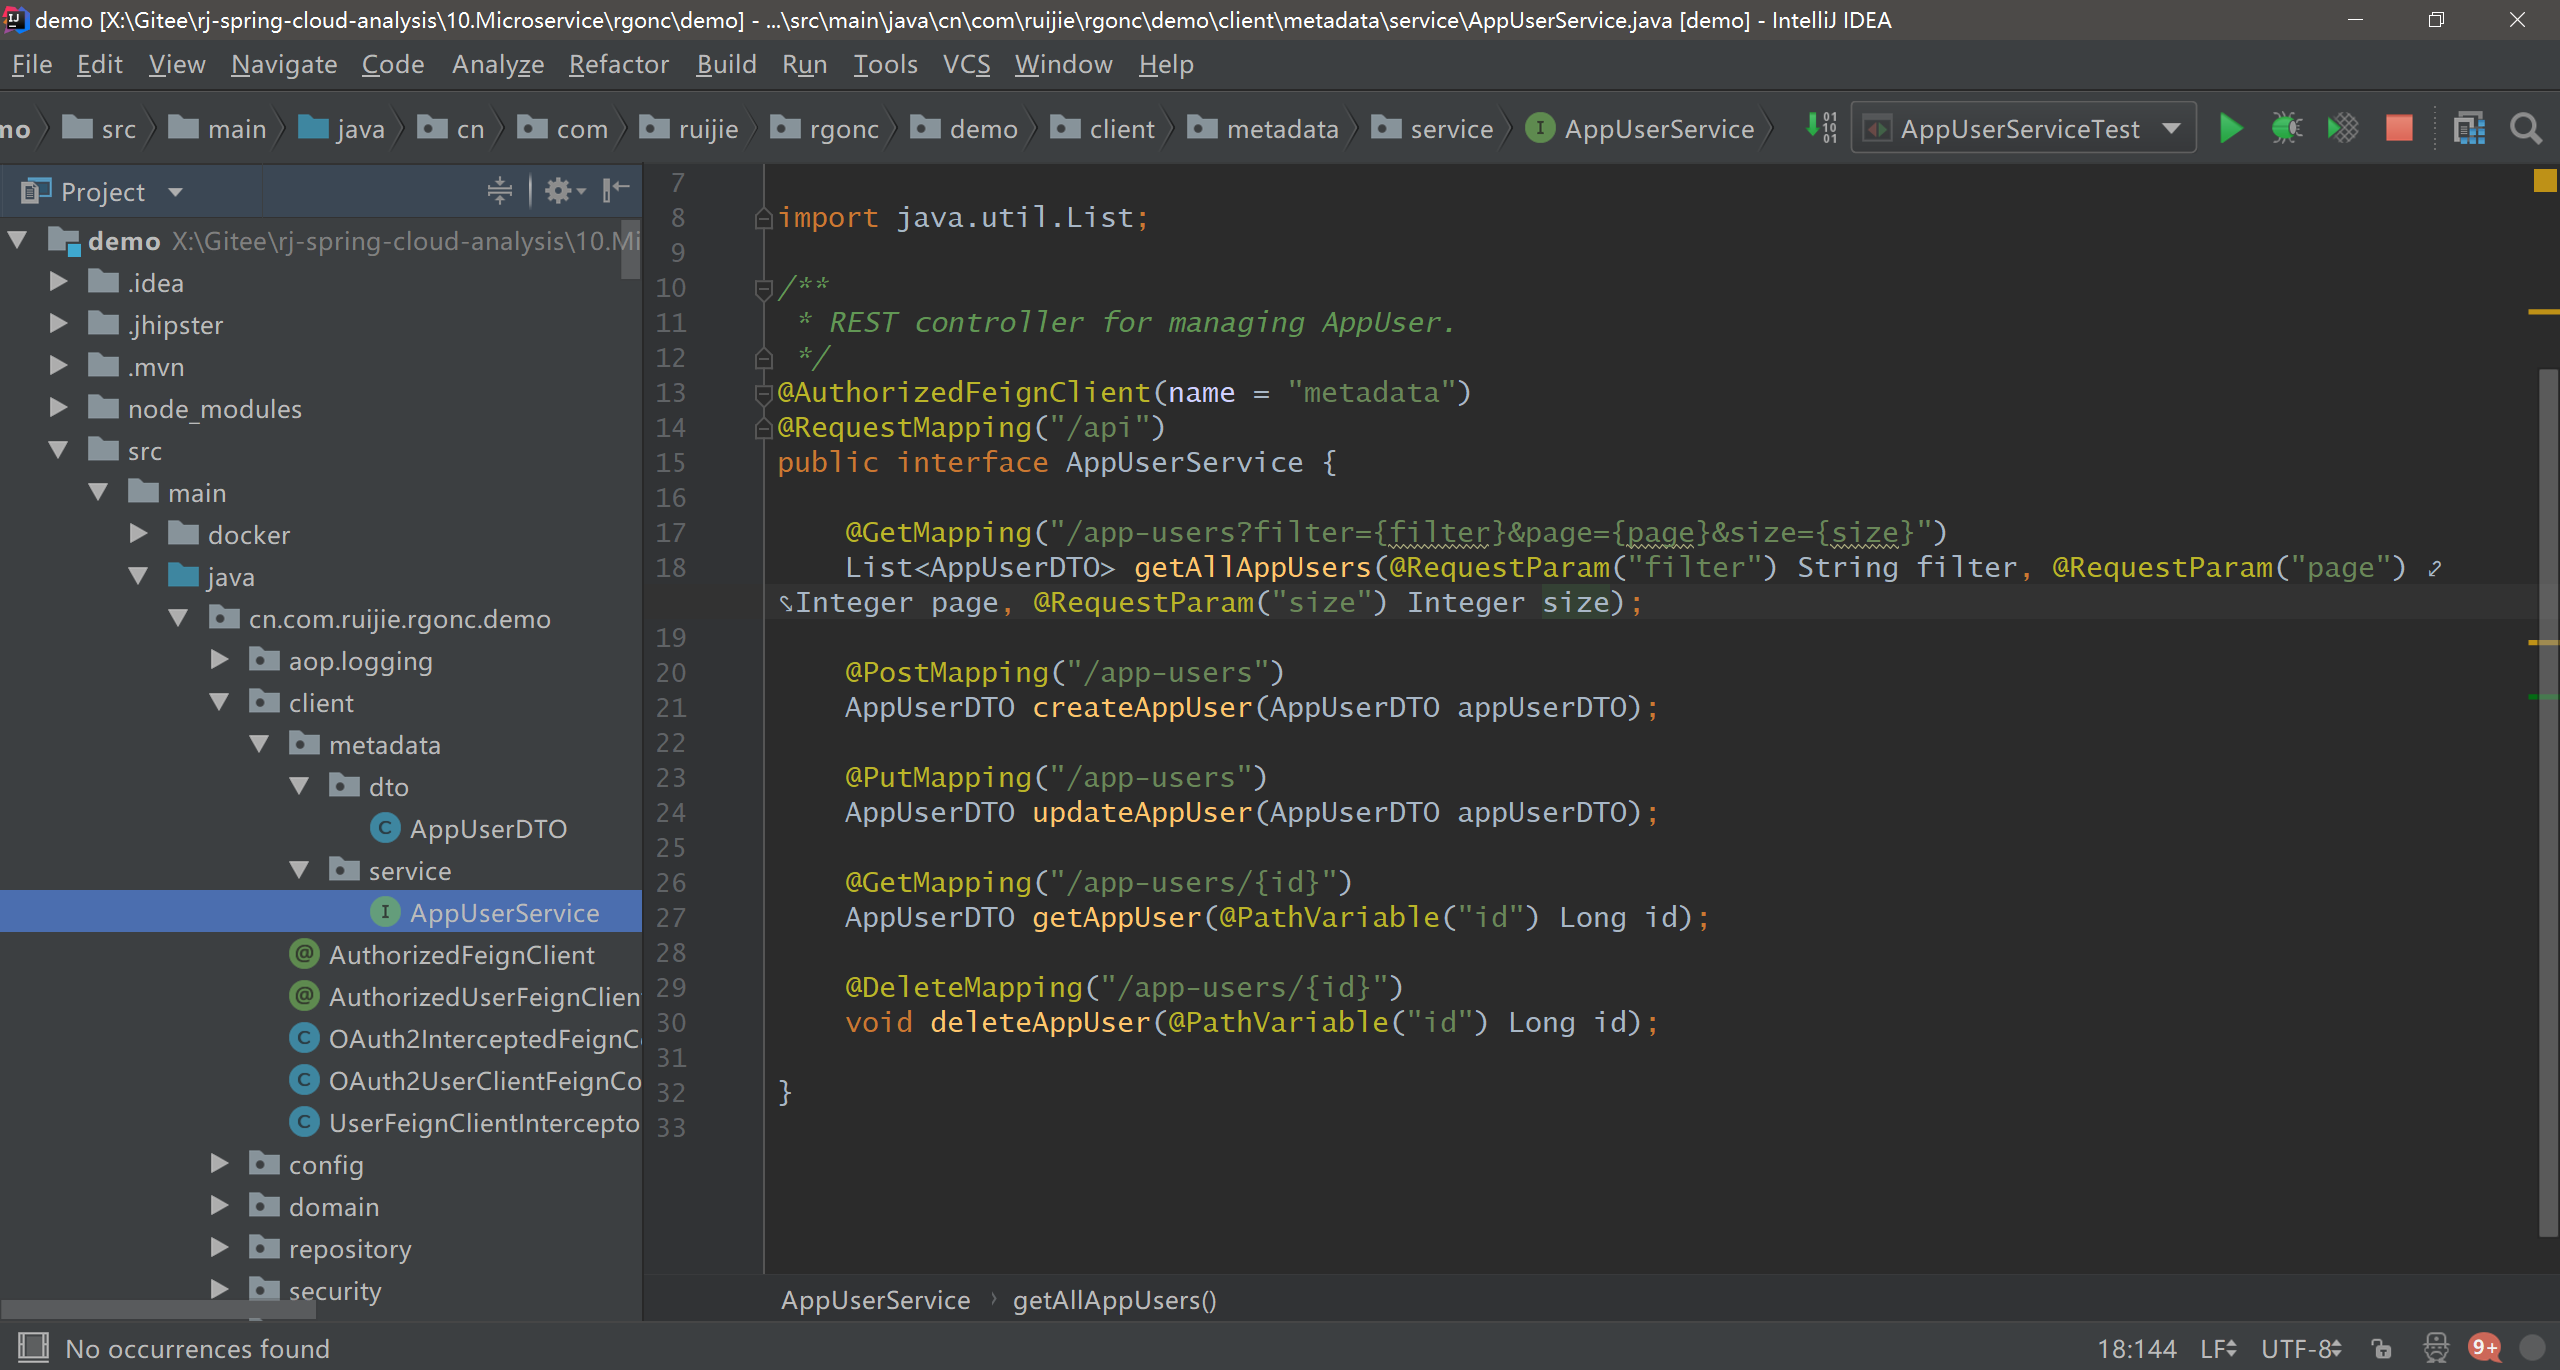 demo [X:\Gitee\rj-spring-cloud-analysis\10.Microservice\rgonc\demo] - ...\src\main\java\cn\com\ruijie\rgonc\demo\client\metadata\service\AppUserService.java [demo] - IntelliJ IDEA
File Edit View Navigate Code Analyze Refactor Build Run Tools VCS Window Help
mo src main java cn com ruijie rgonc demo client metadata service AppUserService AppUserServiceTest
Project
demo X:\Gitee\rj-spring-cloud-analysis\10.Mi
.idea
.jhipster
.mvn
node_modules
src
main
docker
java
cn.com.ruijie.rgonc.demo
aop.logging
client
metadata
dto
AppUserDTO
service
AppUserService
AuthorizedFeignClient
AuthorizedUserFeignClien
OAuth2InterceptedFeignC
OAuth2UserClientFeignCo
UserFeignClientIntercepto
config
domain
repository
security
7
8 import java.util.List;
9
10 /**
11 * REST controller for managing AppUser.
12 */
13 @AuthorizedFeignClient(name = "metadata")
14 @RequestMapping("/api")
15 public interface AppUserService {
16
17 @GetMapping("/app-users?filter={filter}&page={page}&size={size}")
18 List<AppUserDTO> getAllAppUsers(@RequestParam("filter") String filter, @RequestParam("page")
Integer page, @RequestParam("size") Integer size);
19
20 @PostMapping("/app-users")
21 AppUserDTO createAppUser(AppUserDTO appUserDTO);
22
23 @PutMapping("/app-users")
24 AppUserDTO updateAppUser(AppUserDTO appUserDTO);
25
26 @GetMapping("/app-users/{id}")
27 AppUserDTO getAppUser(@PathVariable("id") Long id);
28
29 @DeleteMapping("/app-users/{id}")
30 void deleteAppUser(@PathVariable("id") Long id);
31
32 }
33
AppUserService › getAllAppUsers()
No occurrences found 18:144 LF UTF-8 9+